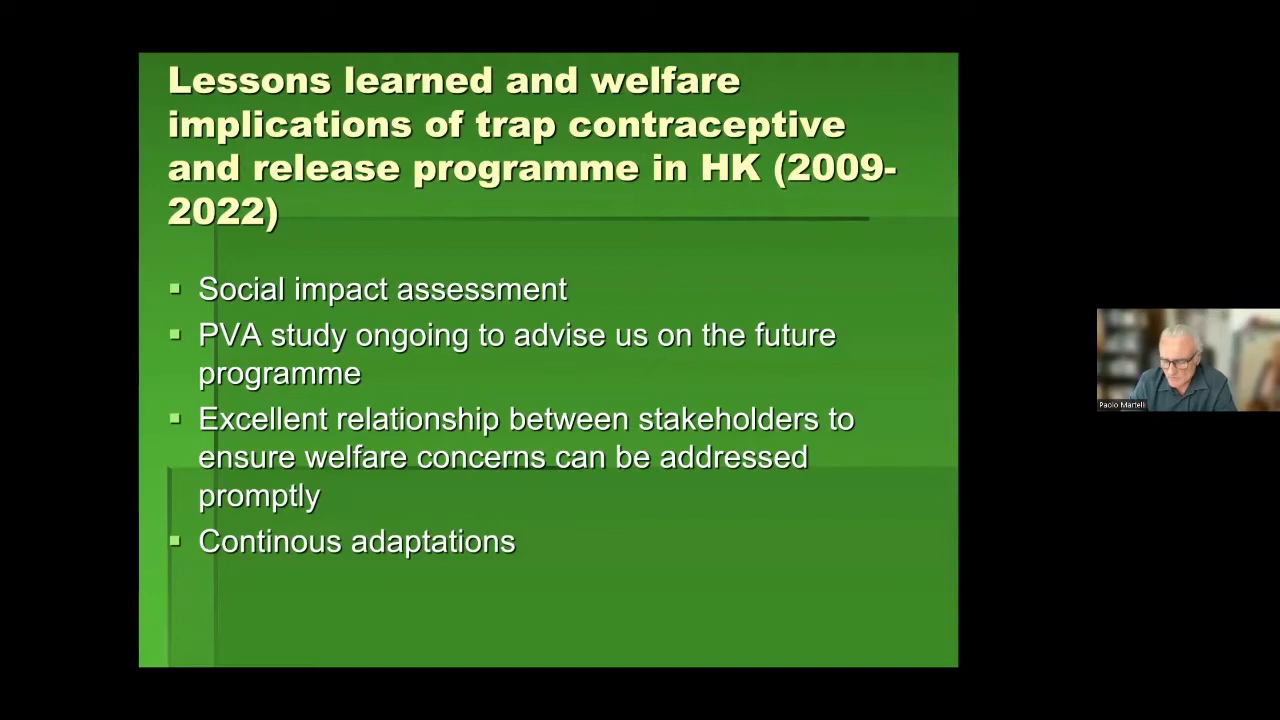 Lessons learned and welfare
implications of trap contraceptive
and release programme in HK (2009-
2022)
▪ Social impact assessment
▪ PVA study ongoing to advise us on the future
programme
▪ Excellent relationship between stakeholders to
ensure welfare concerns can be addressed
promptly
▪ Continous adaptations
Paolo Martelli